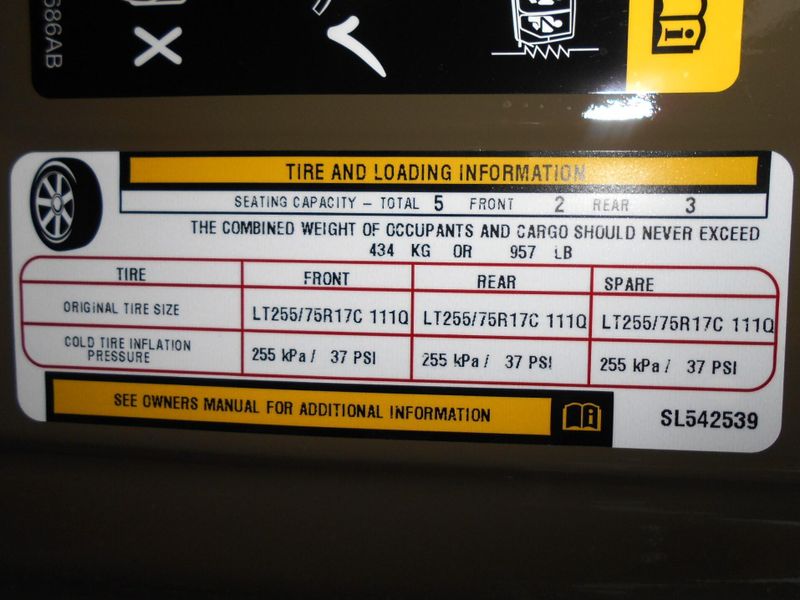 686AB
TIRE AND LOADING INFORMATION
SEATING CAPACITY – TOTAL 5 FRONT 2 REAR 3
THE COMBINED WEIGHT OF OCCUPANTS AND CARGO SHOULD NEVER EXCEED
434 KG OR 957 LB
TIRE FRONT REAR SPARE
ORIGINAL TIRE SIZE LT255/75R17C 111Q LT255/75R17C 111Q LT255/75R17C 111Q
COLD TIRE INFLATION
PRESSURE 255 kPa / 37 PSI 255 kPa / 37 PSI 255 kPa / 37 PSI
SEE OWNERS MANUAL FOR ADDITIONAL INFORMATION
SL542539